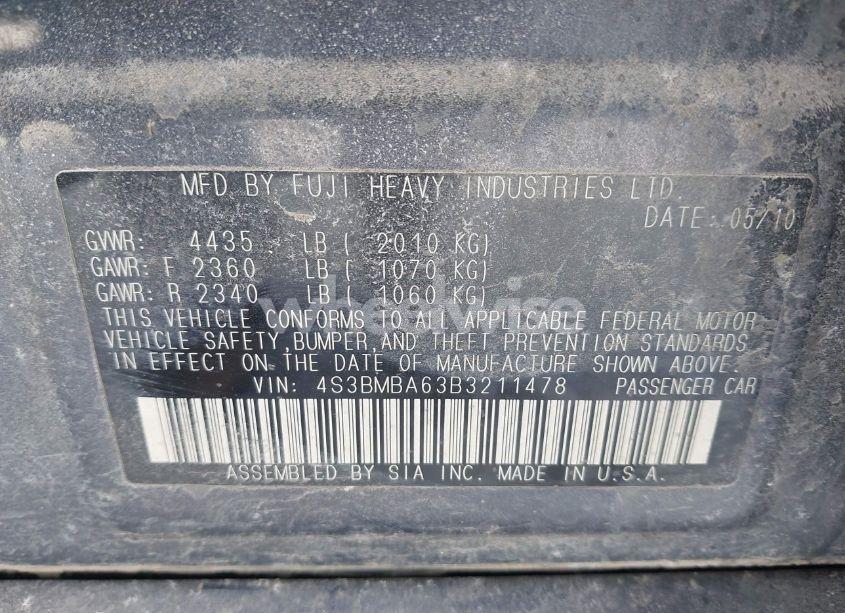 MFD BY FUJI HEAVY INDUSTRIES LTD.
DATE: 05/10
GVWR: 4435 LB ( 2010 KG)
GAWR: F 2360 LB ( 1070 KG)
GAWR: R 2340 LB ( 1060 KG)
wheelwise
THIS VEHICLE CONFORMS TO ALL APPLICABLE FEDERAL MOTOR
VEHICLE SAFETY,BUMPER,AND THEFT PREVENTION STANDARDS
IN EFFECT ON THE DATE OF MANUFACTURE SHOWN ABOVE.
VIN: 4S3BMBA63B3211478 PASSENGER CAR
ASSEMBLED BY SIA INC. MADE IN U.S.A.